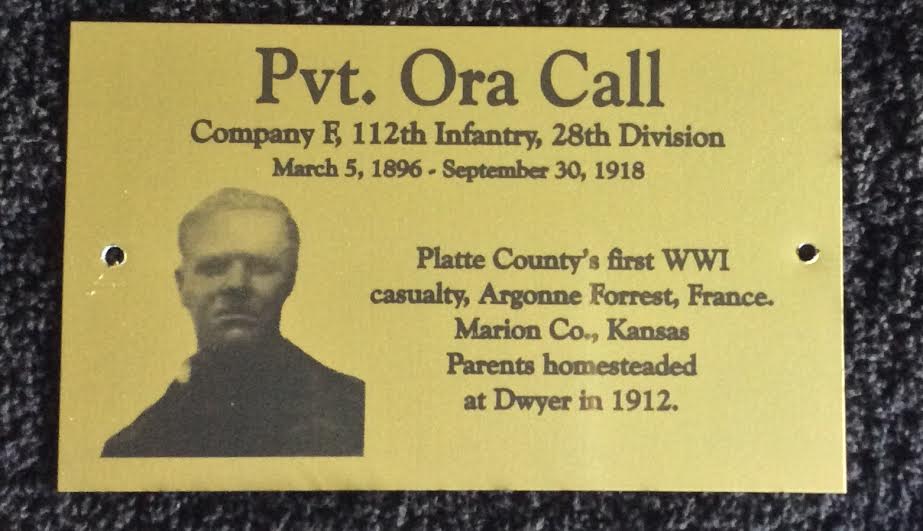 Pvt. Ora Call
Company F, 112th Infantry, 28th Division
March 5, 1896 - September 30, 1918
Platte County's first WWI
casualty, Argonne Forrest, France.
Marion Co., Kansas
Parents homesteaded
at Dwyer in 1912.